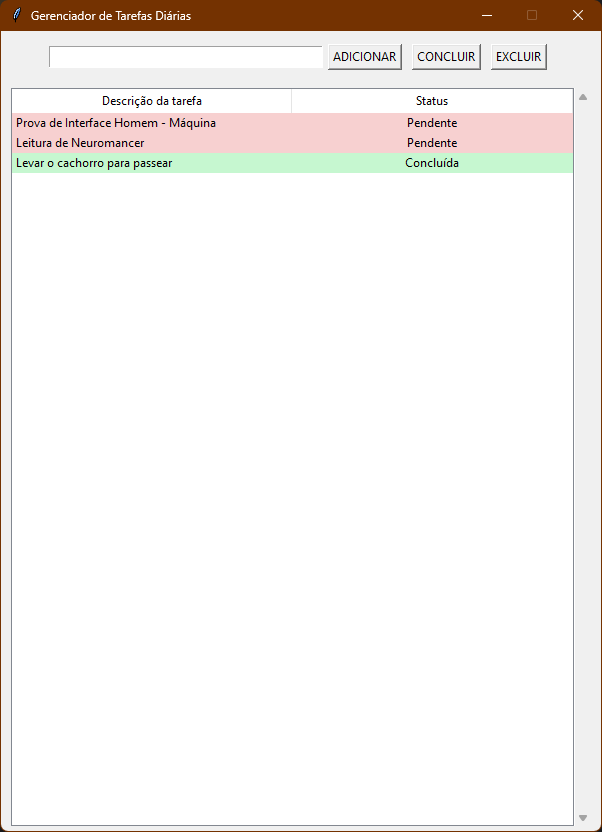 Gerenciador de Tarefas Diárias
ADICIONAR CONCLUIR EXCLUIR
Descrição da tarefa Status
Prova de Interface Homem - Máquina Pendente
Leitura de Neuromancer Pendente
Levar o cachorro para passear Concluída